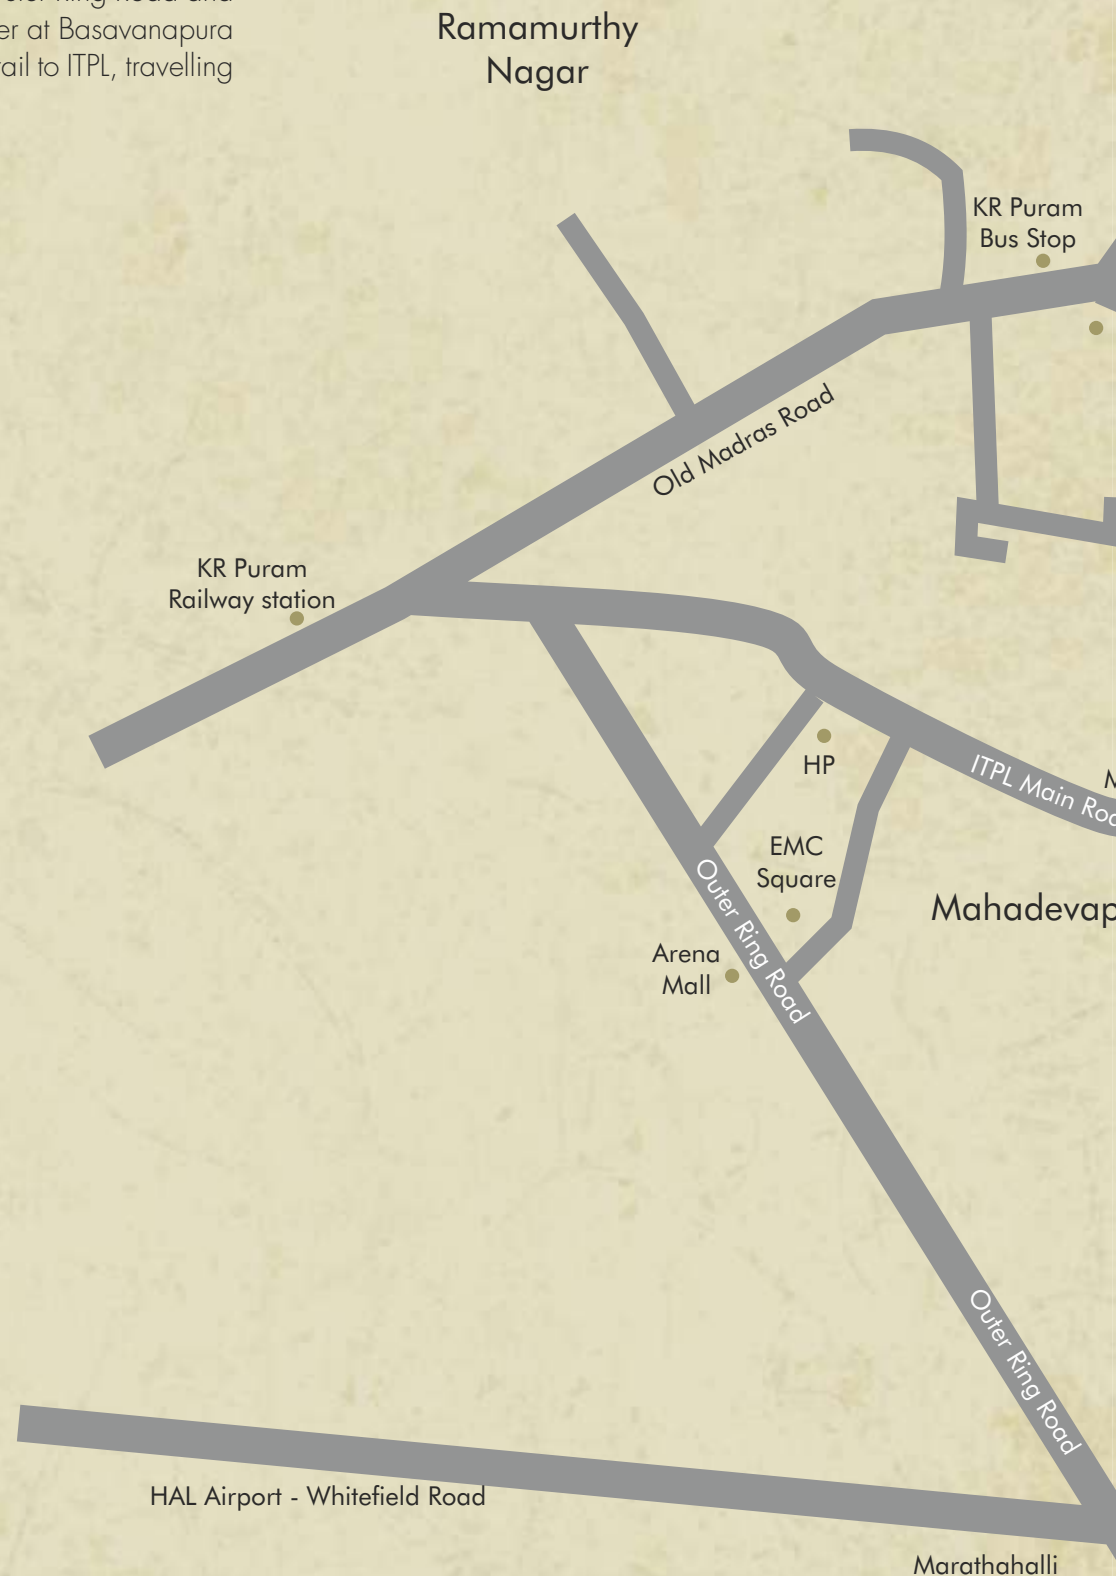 er at Basavanapura
ail to ITPL, travelling
Ramamurthy
Nagar
KR Puram
Bus Stop
Old Madras Road
KR Puram
Railway station
HP
ITPL Main Roa
M
EMC
Square
Mahadevap
Outer Ring Road
Arena
Mall
Outer Ring Road
HAL Airport - Whitefield Road
Marathahalli